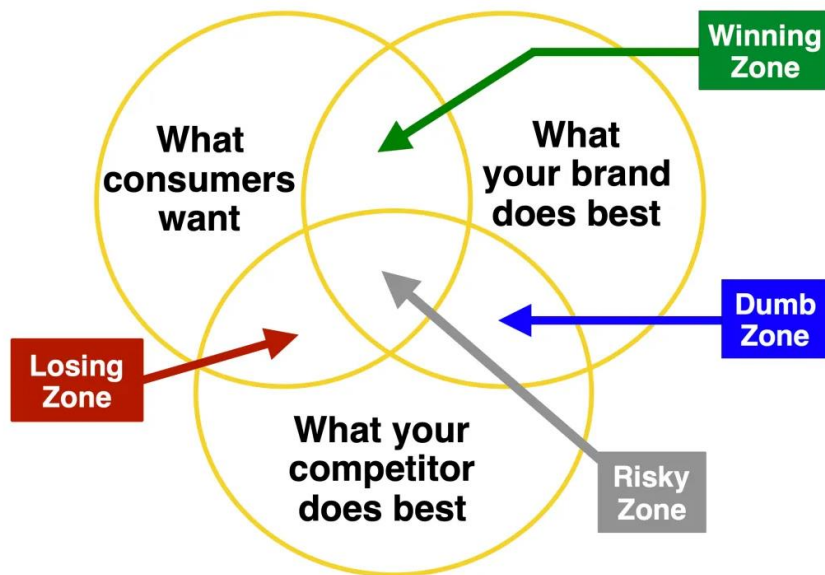 Winning
Zone
What
consumers
want
What
your brand
does best
Dumb
Zone
Losing
Zone
What your
competitor
does best
Risky
Zone